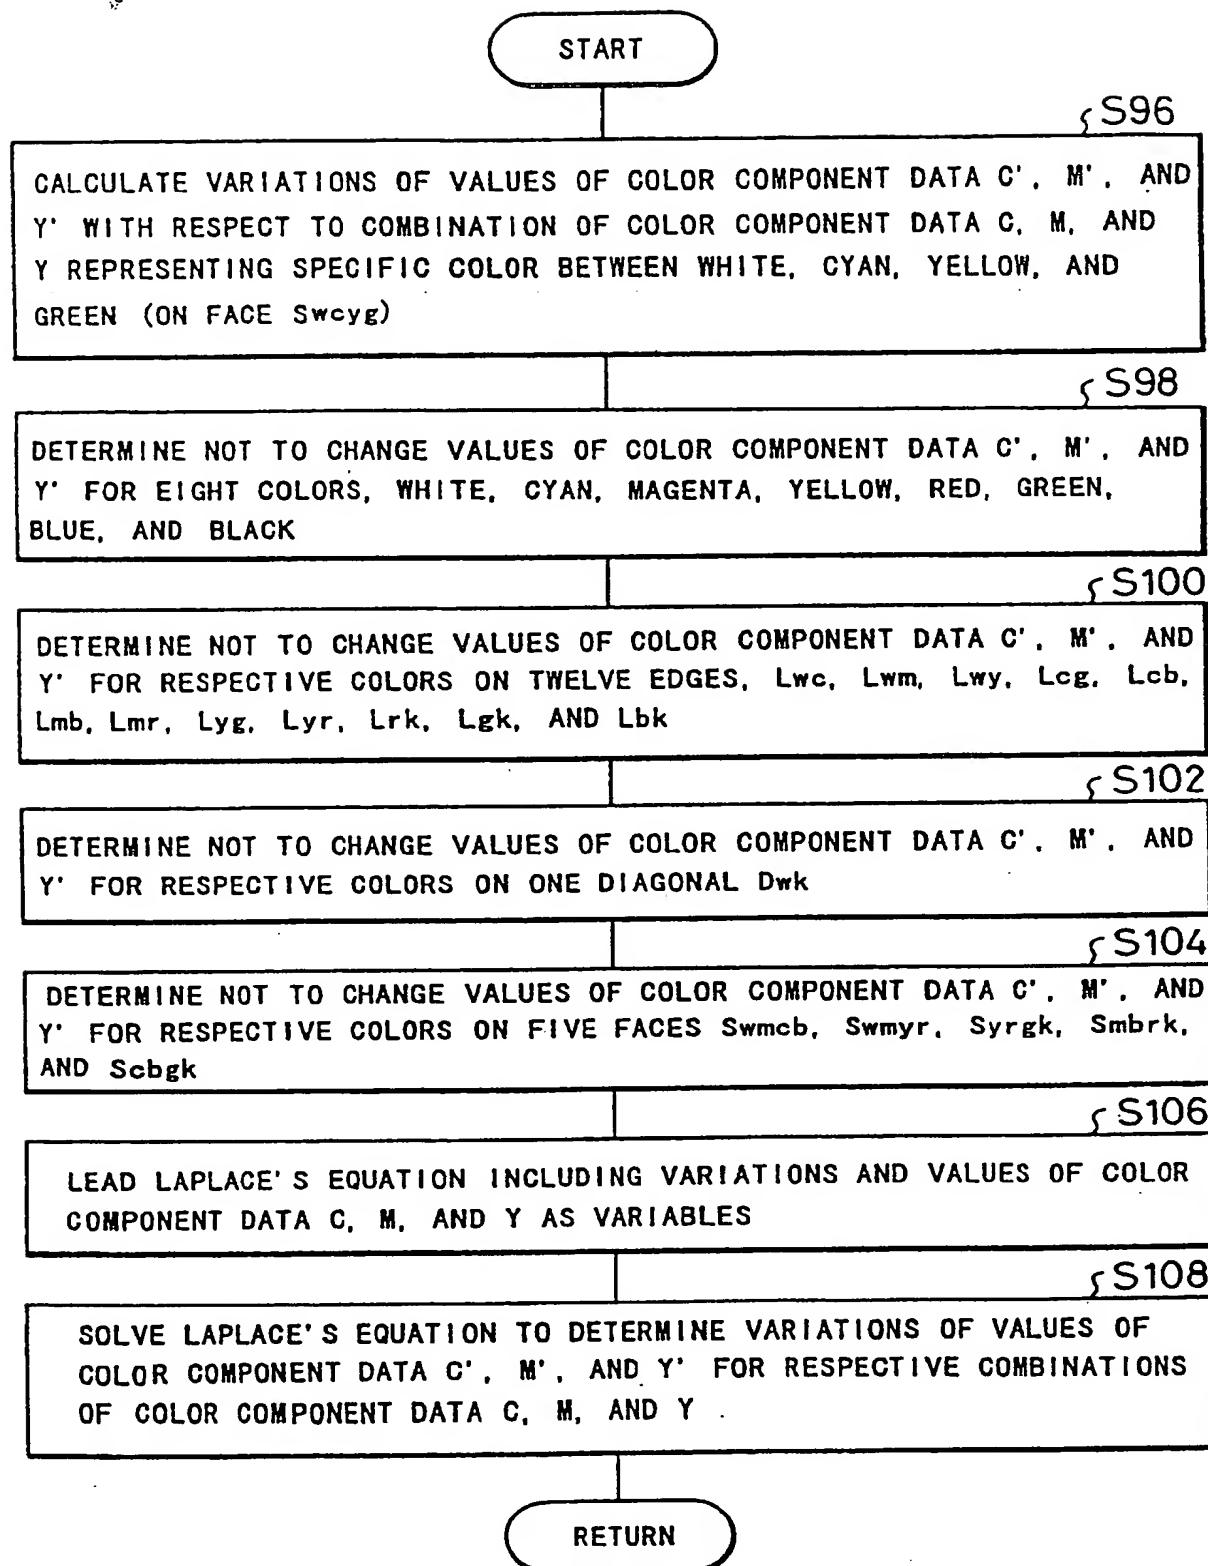 START
S96
CALCULATE VARIATIONS OF VALUES OF COLOR COMPONENT DATA C', M', AND
Y' WITH RESPECT TO COMBINATION OF COLOR COMPONENT DATA C, M, AND
Y REPRESENTING SPECIFIC COLOR BETWEEN WHITE, CYAN, YELLOW, AND
GREEN (ON FACE Swcyg)
S98
DETERMINE NOT TO CHANGE VALUES OF COLOR COMPONENT DATA C', M', AND
Y' FOR EIGHT COLORS, WHITE, CYAN, MAGENTA, YELLOW, RED, GREEN,
BLUE, AND BLACK
S100
DETERMINE NOT TO CHANGE VALUES OF COLOR COMPONENT DATA C', M', AND
Y' FOR RESPECTIVE COLORS ON TWELVE EDGES, Lwc, Lwm, Lwy, Lcg, Lcb,
Lmb, Lmr, Lyg, Lyr, Lrk, Lgk, AND Lbk
S102
DETERMINE NOT TO CHANGE VALUES OF COLOR COMPONENT DATA C', M', AND
Y' FOR RESPECTIVE COLORS ON ONE DIAGONAL Dwk
S104
DETERMINE NOT TO CHANGE VALUES OF COLOR COMPONENT DATA C', M', AND
Y' FOR RESPECTIVE COLORS ON FIVE FACES Swmcb, Swmyr, Syrgk, Smbrk,
AND Scbgk
S106
LEAD LAPLACE'S EQUATION INCLUDING VARIATIONS AND VALUES OF COLOR
COMPONENT DATA C, M, AND Y AS VARIABLES
S108
SOLVE LAPLACE'S EQUATION TO DETERMINE VARIATIONS OF VALUES OF
COLOR COMPONENT DATA C', M', AND Y' FOR RESPECTIVE COMBINATIONS
OF COLOR COMPONENT DATA C, M, AND Y
RETURN